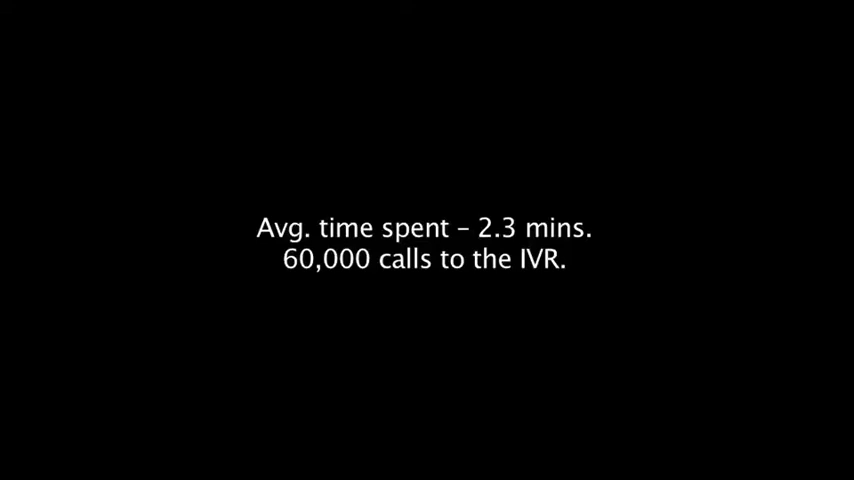 Avg. time spent – 2.3 mins.
60,000 calls to the IVR.